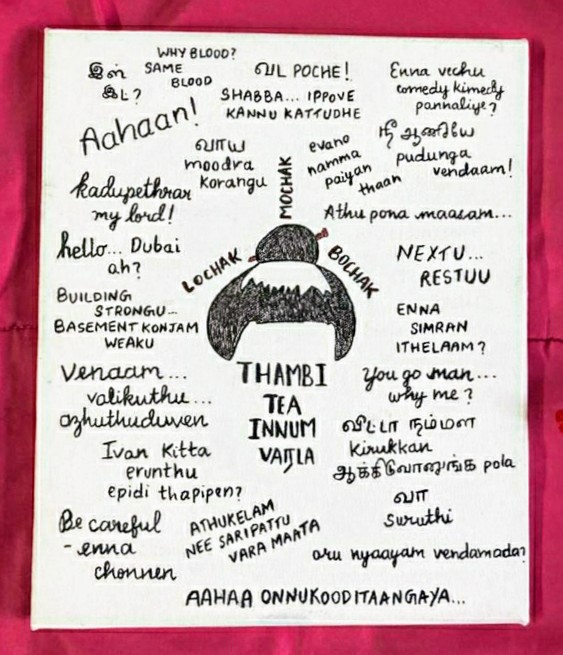 WHY BLOOD?
SAME
BLOOD
இன்
இட்?
வட POCHE!
Enna vechu
comedy kimedy
pannaliye?
Aahaan!
SHABBA... IPPOVE
KANNU KATTUDHE
வாய
moodra
korangu
MOCHAK
evano
namma
paiyan
thaan
நீ ஆணியே
pudunga
vendaam!
kadupethrar
my lord!
Athu pona maasam...
hello... Dubai
ah?
LOCHAK
BOCHAK
NEXTU...
RESTUU
BUILDING
STRONGU...
BASEMENT KONJAM
WEAKU
ENNA
SIMRAN
ITHELAAM?
THAMBI
TEA
INNUM
VARLA
Venaam...
valikuthu...
azhuthuduven
You go man...
why me?
Ivan Kitta
erunthu
epidi thapipen?
விட்டா நம்மள
Kirukkan
ஆக்கிடுவானுங்க pola
வா
Suruthi
Be careful
-enna
chonnen
ATHUKELAM
NEE SARIPATTU
VARA MAATA
oru nyaayam vendamada?
AAHAA ONNUKOODITAANGAYA...